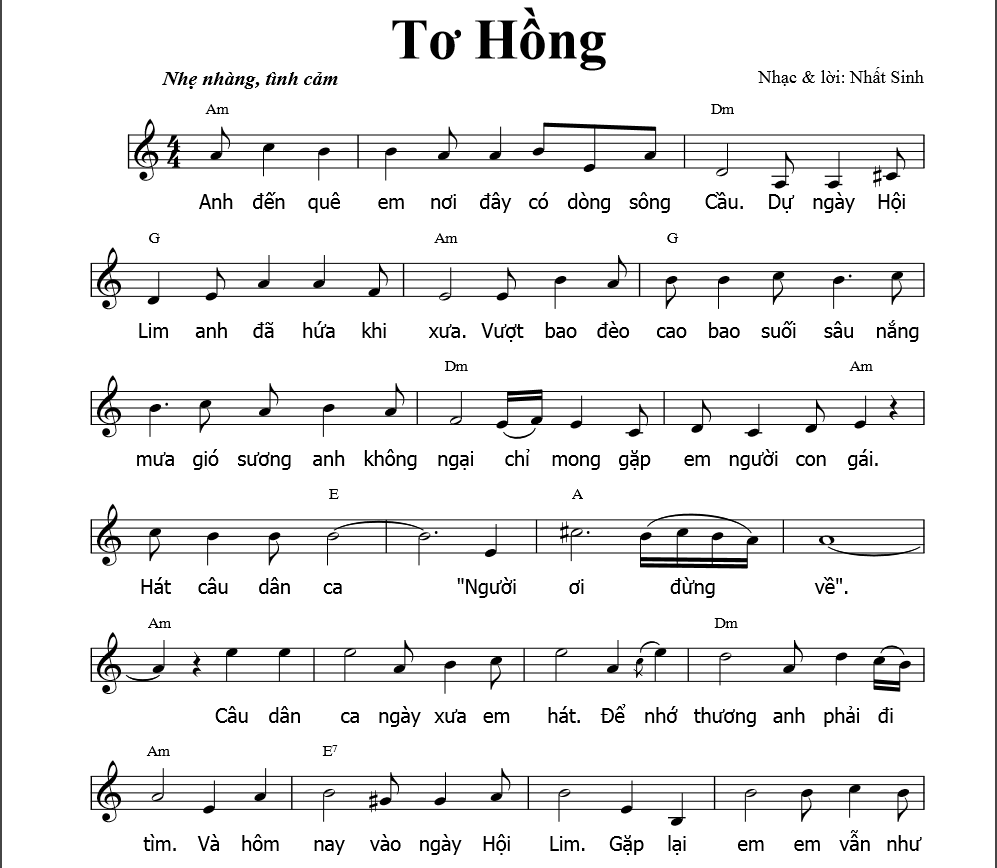 Tơ Hồng
Nhẹ nhàng, tình cảm
Nhạc & lời: Nhất Sinh
Am Dm
4
4
Anh đến quê em nơi đây có dòng sông Cầu. Dự ngày Hội
G Am G
Lim anh đã hứa khi xưa. Vượt bao đèo cao bao suối sâu nắng
Dm Am
mưa gió sương anh không ngại chỉ mong gặp em người con gái.
E A
Hát câu dân ca "Người ơi đừng về".
Am Dm
Câu dân ca ngày xưa em hát. Để nhớ thương anh phải đi
Am E7
tìm. Và hôm nay vào ngày Hội Lim. Gặp lại em em vẫn như